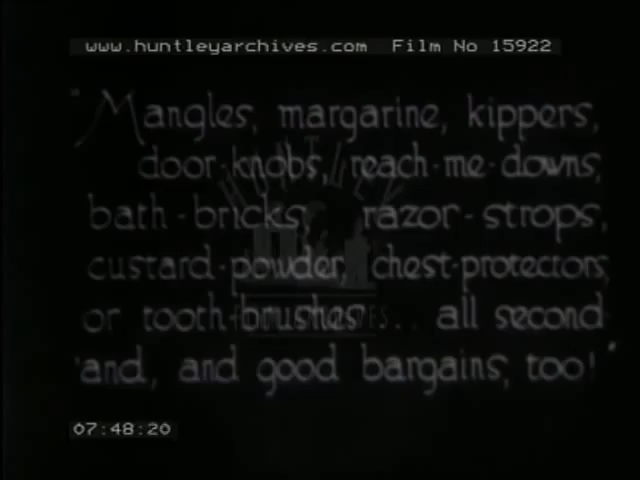 www.huntleyarchives.com Film No 15922
"Mangles, margarine, kippers,
door-knobs, reach-me-downs,
bath-bricks, razor-strops,
custard-powder, chest-protectors,
or tooth-brushes... all second
'and, and good bargains, too!"
HUNTLEY
07:48:20